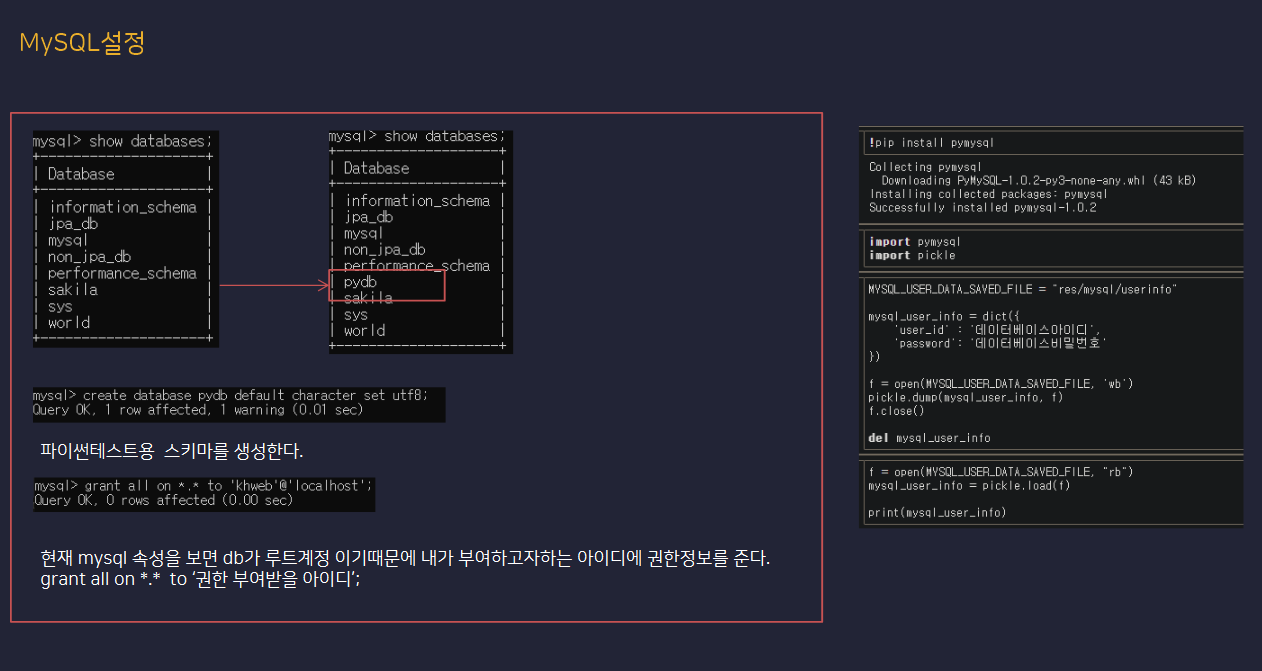 MySQL설정
mysql> show databases;
+--------------------+
| Database           |
+--------------------+
| information_schema |
| jpa_db             |
| mysql              |
| non_jpa_db         |
| performance_schema |
| sakila             |
| sys                |
| world              |
+--------------------+
mysql> show databases;
+--------------------+
| Database           |
+--------------------+
| information_schema |
| jpa_db             |
| mysql              |
| non_jpa_db         |
| performance_schema |
| pydb               |
| sakila             |
| sys                |
| world              |
+--------------------+
mysql> create database pydb default character set utf8;
Query OK, 1 row affected, 1 warning (0.01 sec)
파이썬테스트용 스키마를 생성한다.
mysql> grant all on *.* to 'khweb'@'localhost';
Query OK, 0 rows affected (0.00 sec)
현재 mysql 속성을 보면 db가 루트계정 이기때문에 내가 부여하고자하는 아이디에 권한정보를 준다.
grant all on *.* to ‘권한 부여받을 아이디’;
!pip install pymysql
Collecting pymysql
Downloading PyMySQL-1.0.2-py3-none-any.whl (43 kB)
Installing collected packages: pymysql
Successfully installed pymysql-1.0.2
import pymysql
import pickle
MYSQL_USER_DATA_SAVED_FILE = "res/mysql/userinfo"
mysql_user_info = dict({
'user_id' : '데이터베이스아이디',
'password': '데이터베이스비밀번호'
})
f = open(MYSQL_USER_DATA_SAVED_FILE, 'wb')
pickle.dump(mysql_user_info, f)
f.close()
del mysql_user_info
f = open(MYSQL_USER_DATA_SAVED_FILE, "rb")
mysql_user_info = pickle.load(f)
print(mysql_user_info)